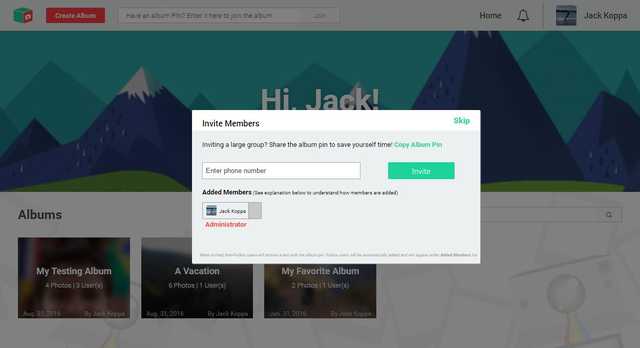 Create Album
Have an album Pin? Enter it here to join the album
Join
Home
Jack Koppa
Hi, Jack!
Invite Members
Skip
Inviting a large group? Share the album pin to save yourself time! Copy Album Pin
Enter phone number
Invite
Added Members (See explanation below to understand how members are added)
Jack Koppa
Administrator
Albums
My Testing Album
4 Photos | 3 User(s)
Aug. 31, 2016
By Jack Koppa
A Vacation
6 Photos | 1 User(s)
Aug. 31, 2016
By Jack Koppa
My Favorite Album
2 Photos | 1 User(s)
Jan. 31, 2016
By Jack Koppa